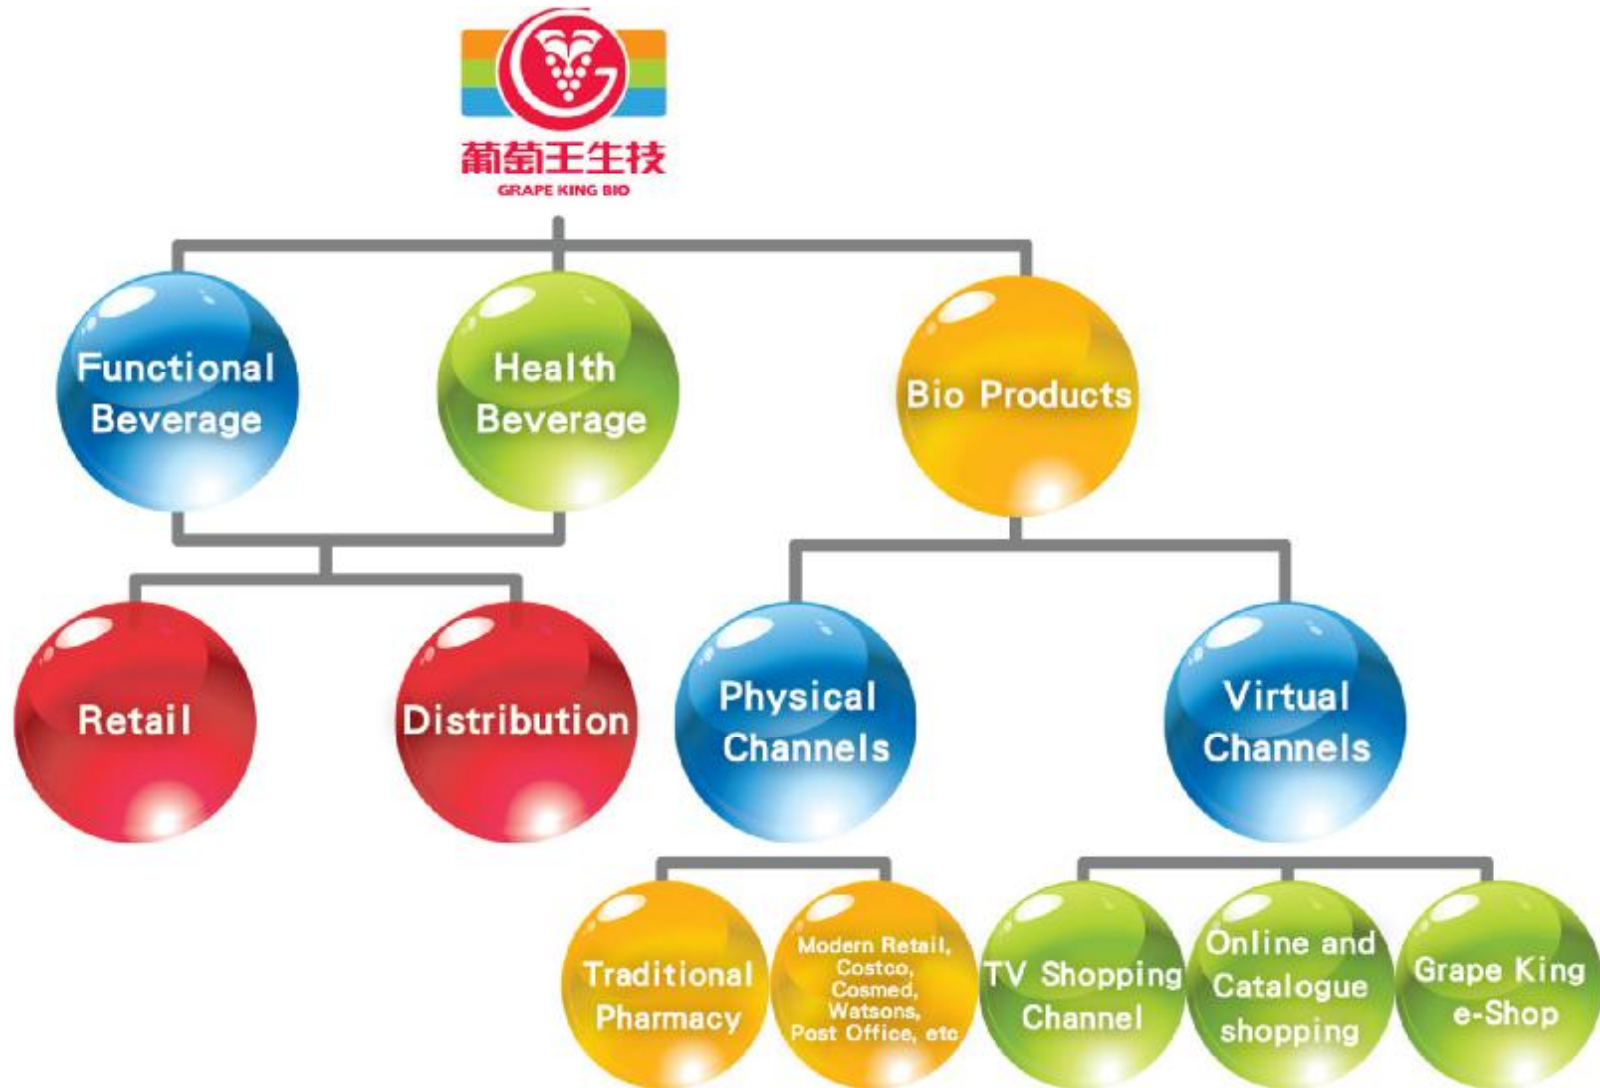 葡萄王生技
GRAPE KING BIO
Functional
Beverage
Health
Beverage
Bio Products
Retail
Distribution
Physical
Channels
Virtual
Channels
Traditional
Pharmacy
Modern Retail,
Costco,
Cosmed,
Watsons,
Post Office, etc
TV Shopping
Channel
Online and
Catalogue
shopping
Grape King
e-Shop